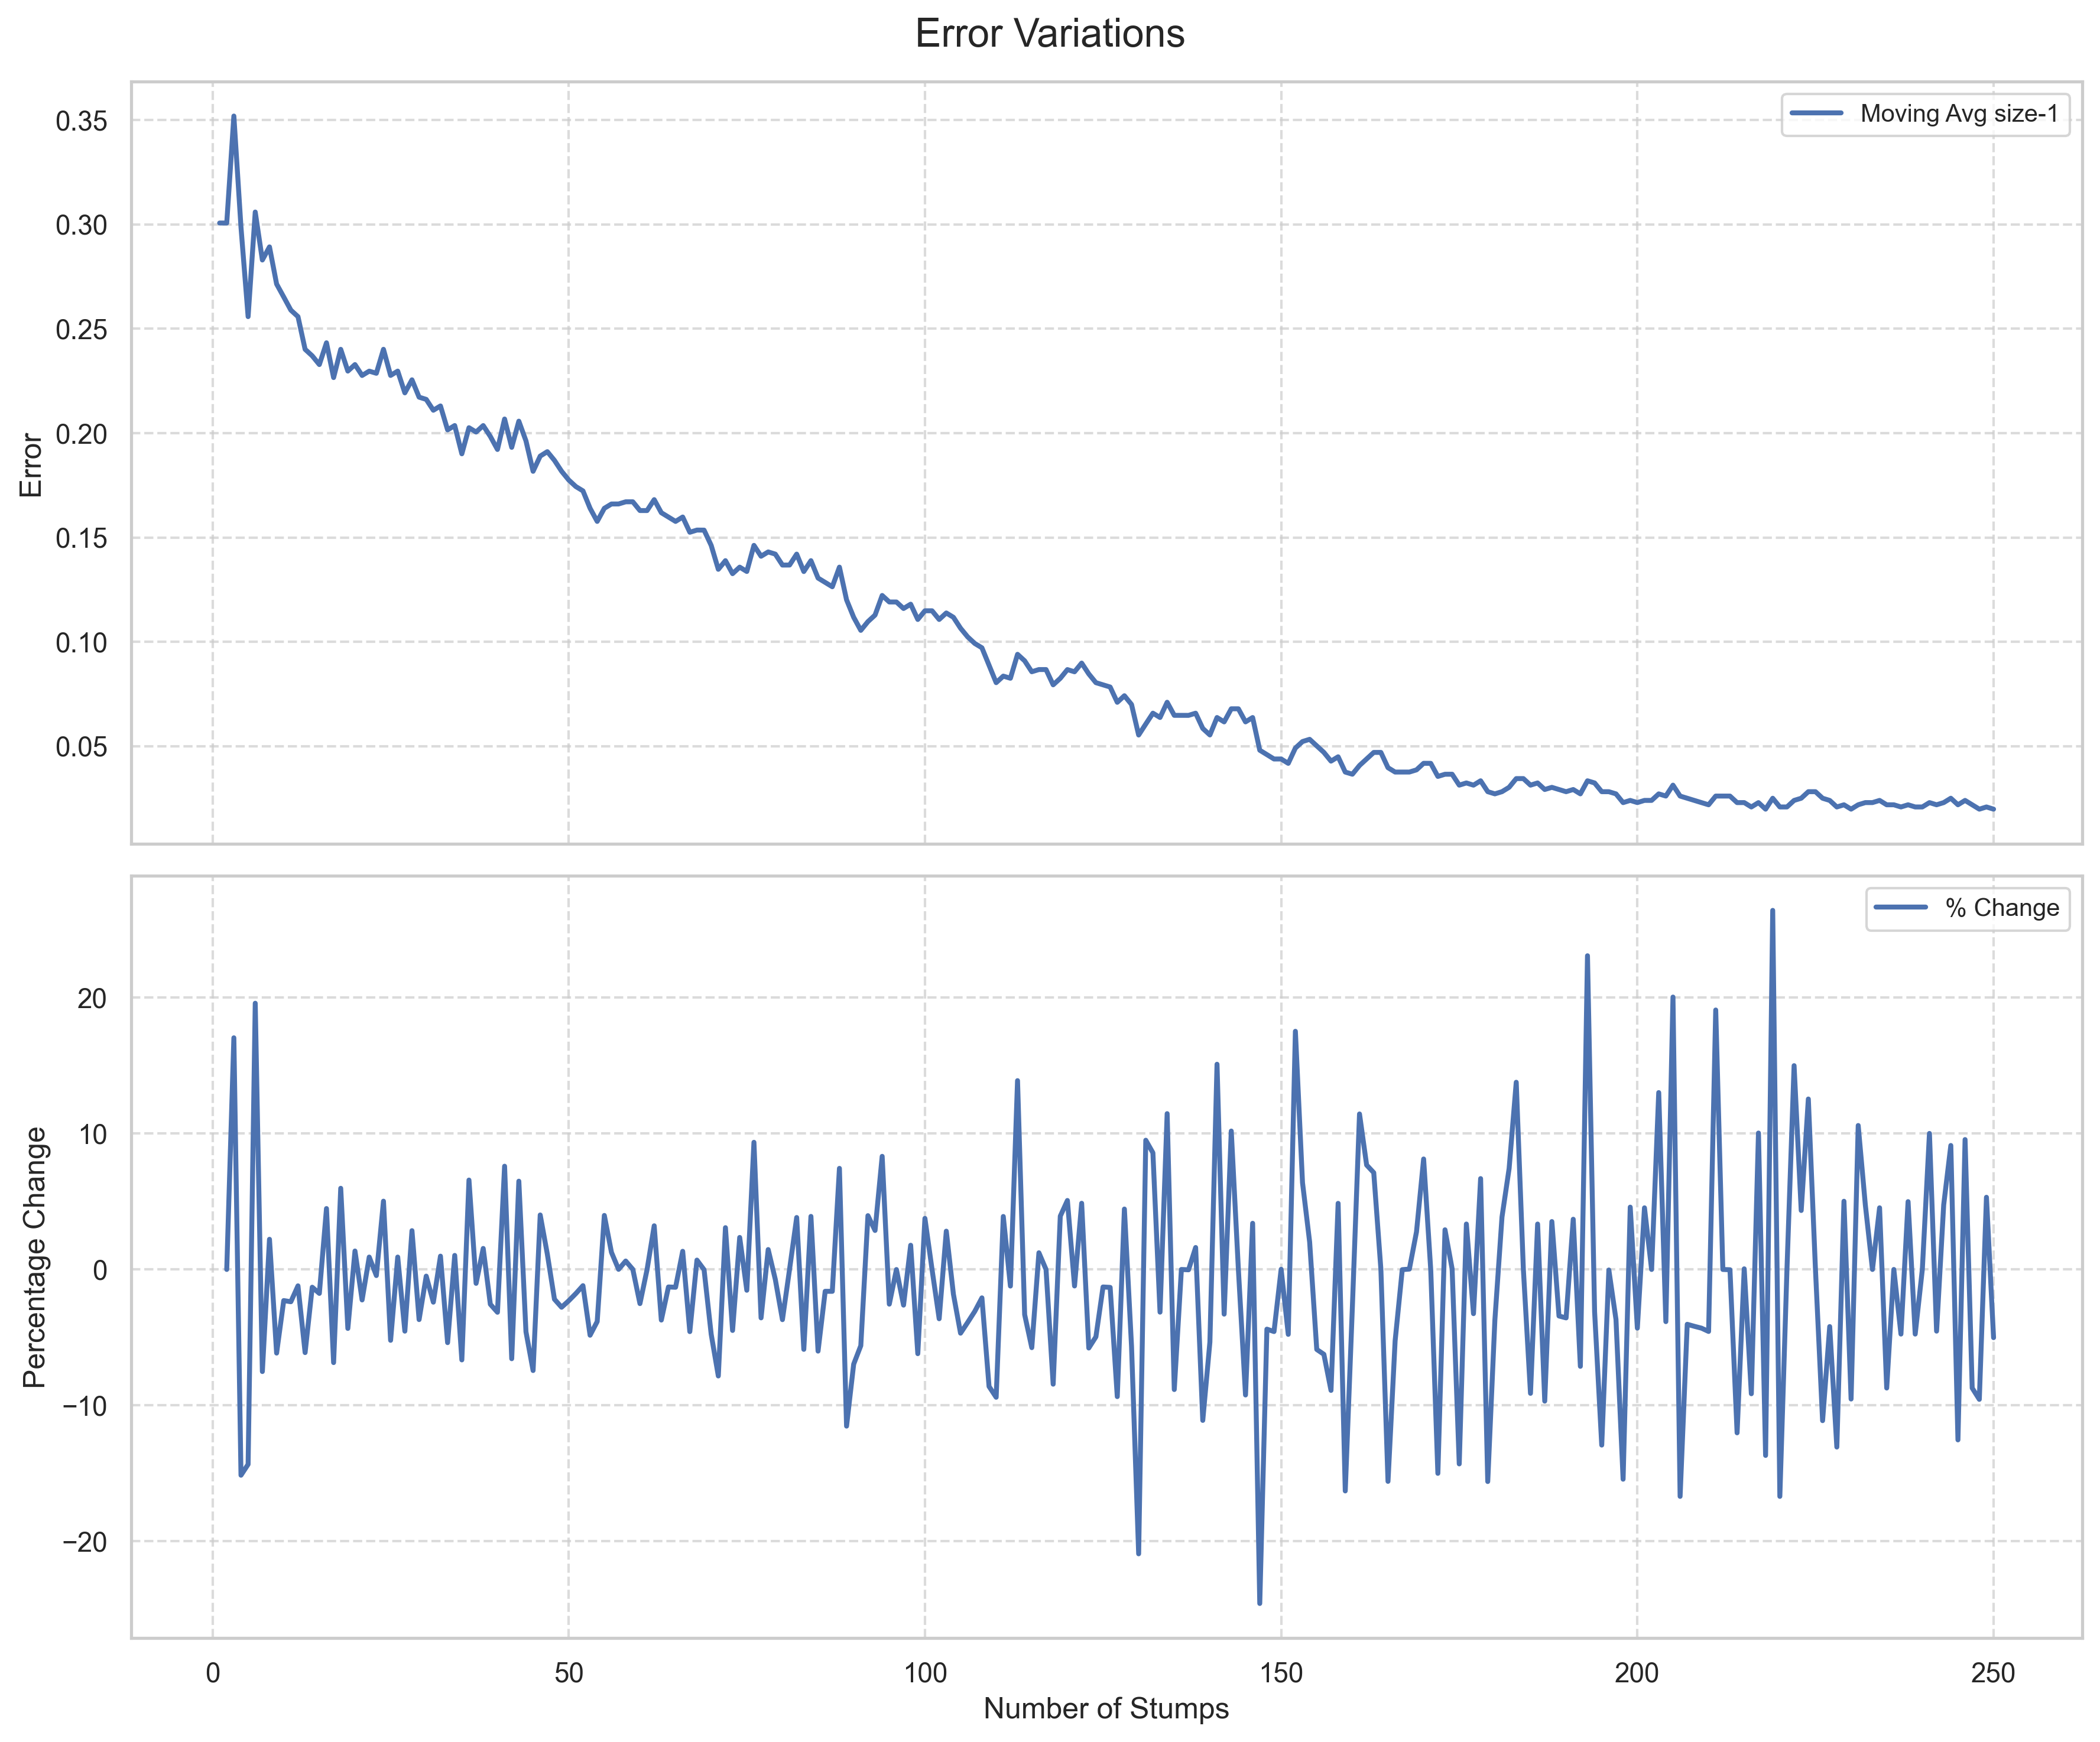 Error Variations
Moving Avg size-1
0.35
0.30
0.25
0.20
0.15
0.10
0.05
Error
% Change
20
10
0
−10
−20
Percentage Change
0 50 100 150 200 250
Number of Stumps